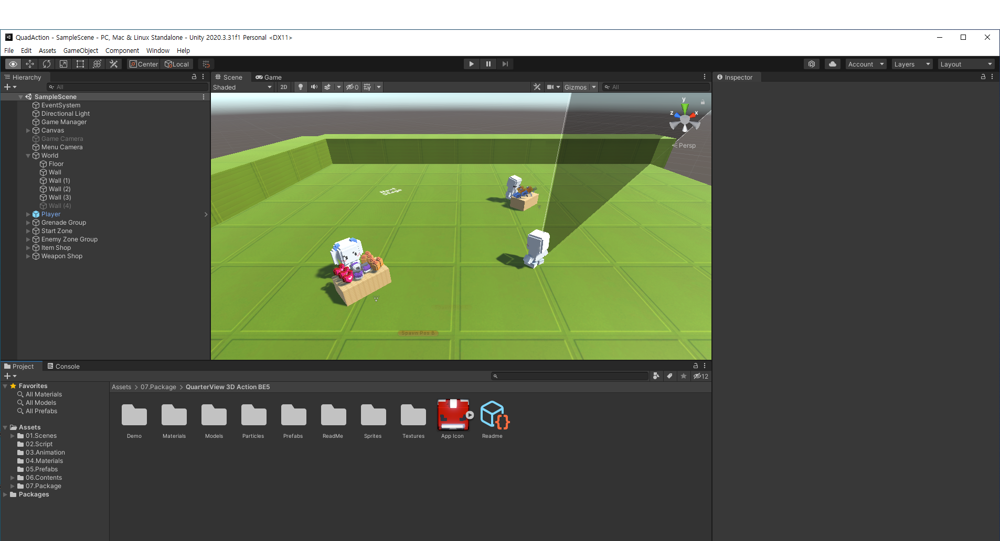 QuadAction - SampleScene - PC, Mac & Linux Standalone - Unity 2020.3.31f1 Personal <DX11>
File Edit Assets GameObject Component Window Help
Center Local Account Layers Layout
Hierarchy
All
SampleScene
EventSystem
Directional Light
Game Manager
Canvas
Game Camera
Menu Camera
World
Floor
Wall
Wall (1)
Wall (2)
Wall (3)
Wall (4)
Player
Grenade Group
Start Zone
Enemy Zone Group
Item Shop
Weapon Shop
Scene Game
Shaded 2D 0 Gizmos All
y
z x
Persp
Next
Stage
Spawn Pos B
Inspector
Project Console
12
Favorites
All Materials
All Models
All Prefabs
Assets
01.Scenes
02.Script
03.Animation
04.Materials
05.Prefabs
06.Contents
07.Package
Packages
Assets > 07.Package > QuarterView 3D Action BE5
Demo Materials Models Particles Prefabs ReadMe Sprites Textures App Icon Readme